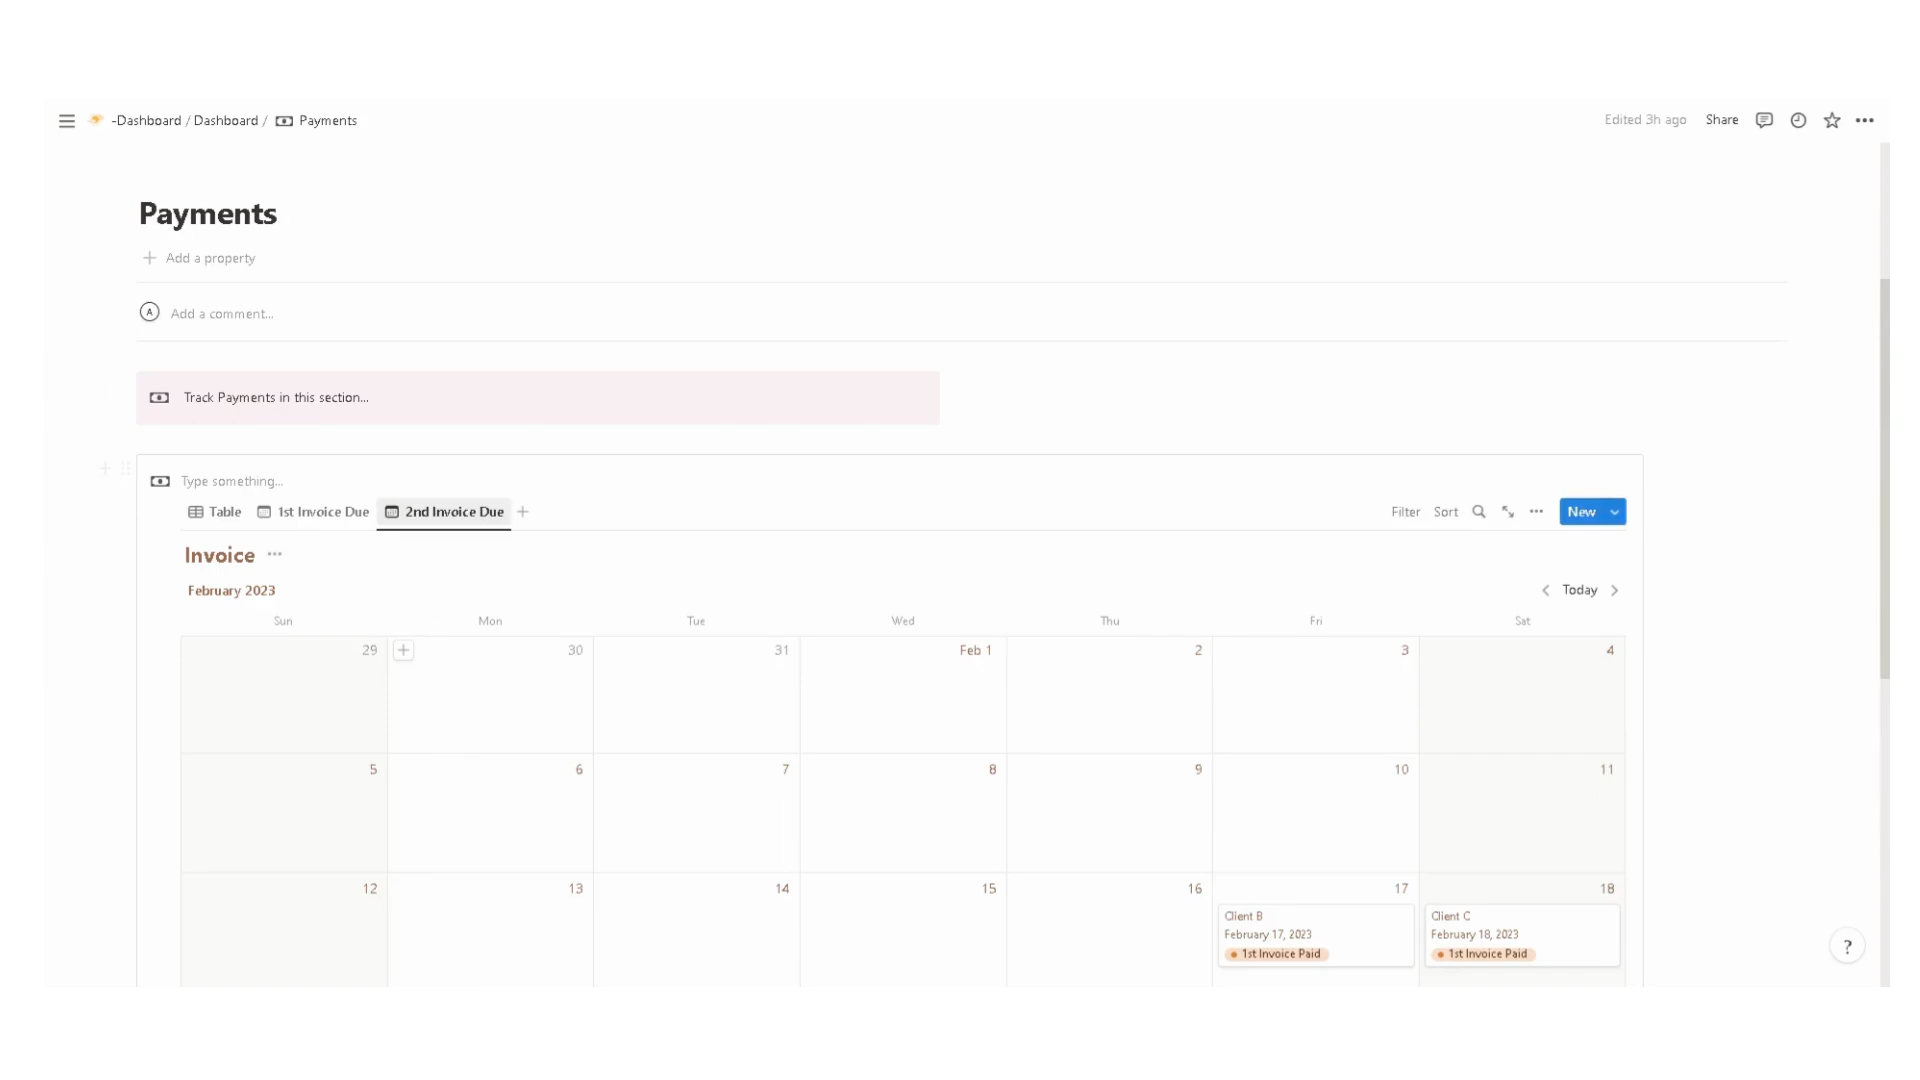 -Dashboard / Dashboard / Payments
Edited 3h ago Share
Payments
Add a property
A Add a comment...
Track Payments in this section...
Type something...
Table 1st Invoice Due 2nd Invoice Due
Filter Sort New
Invoice
February 2023
Today
Sun Mon Tue Wed Thu Fri Sat
29 30 31 Feb 1 2 3 4
5 6 7 8 9 10 11
12 13 14 15 16 17 18
Client B
February 17, 2023
1st Invoice Paid
Client C
February 18, 2023
1st Invoice Paid
?